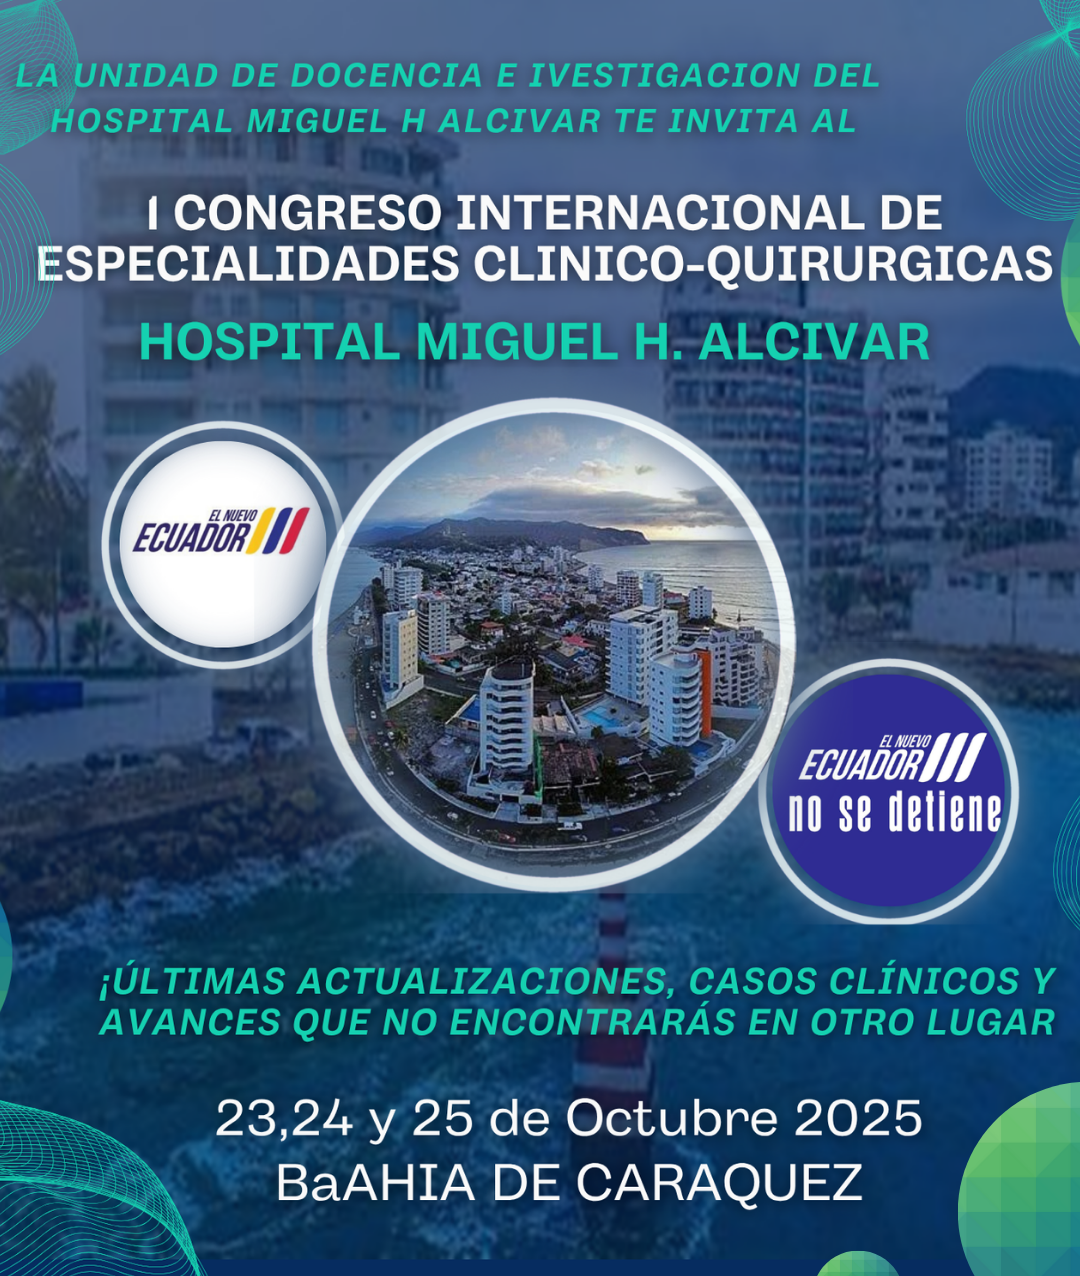 LA UNIDAD DE DOCENCIA E IVESTIGACION DEL
HOSPITAL MIGUEL H ALCIVAR TE INVITA AL
I CONGRESO INTERNACIONAL DE
ESPECIALIDADES CLINICO-QUIRURGICAS
HOSPITAL MIGUEL H. ALCIVAR
EL NUEVO
ECUADOR
EL NUEVO
ECUADOR
no se detiene
¡ÚLTIMAS ACTUALIZACIONES, CASOS CLÍNICOS Y
AVANCES QUE NO ENCONTRARÁS EN OTRO LUGAR
23,24 y 25 de Octubre 2025
BaAHIA DE CARAQUEZ